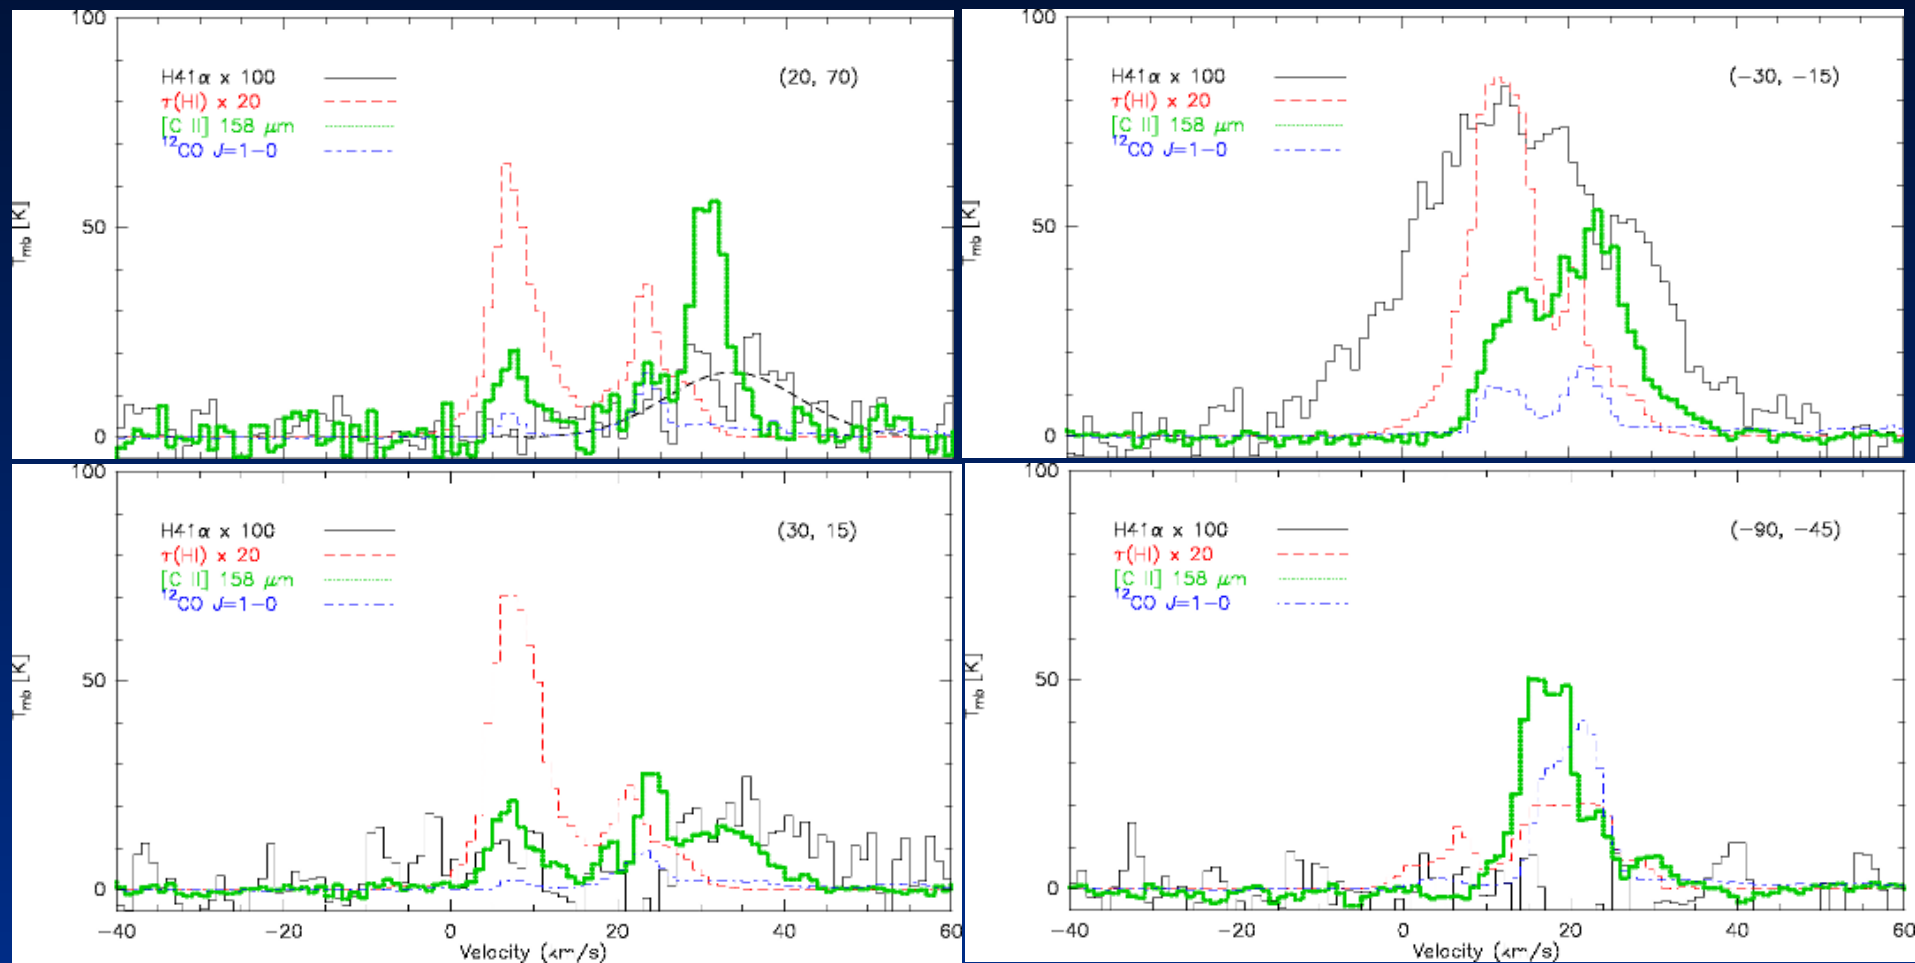 100
H41α x 100
(20, 70)
τ(HI) x 20
[C II] 158 μm
12CO J=1-0
50
Tmb [K]
0
100
H41α x 100
(-30, -15)
τ(HI) x 20
[C II] 158 μm
12CO J=1-0
50
Tmb [K]
0
100
H41α x 100
(30, 15)
τ(HI) x 20
[C II] 158 μm
12CO J=1-0
50
Tmb [K]
0
-40 -20 0 20 40 60
Velocity (km/s)
100
H41α x 100
(-90, -45)
τ(HI) x 20
[C II] 158 μm
12CO J=1-0
50
Tmb [K]
0
-40 -20 0 20 40 60
Velocity (km/s)